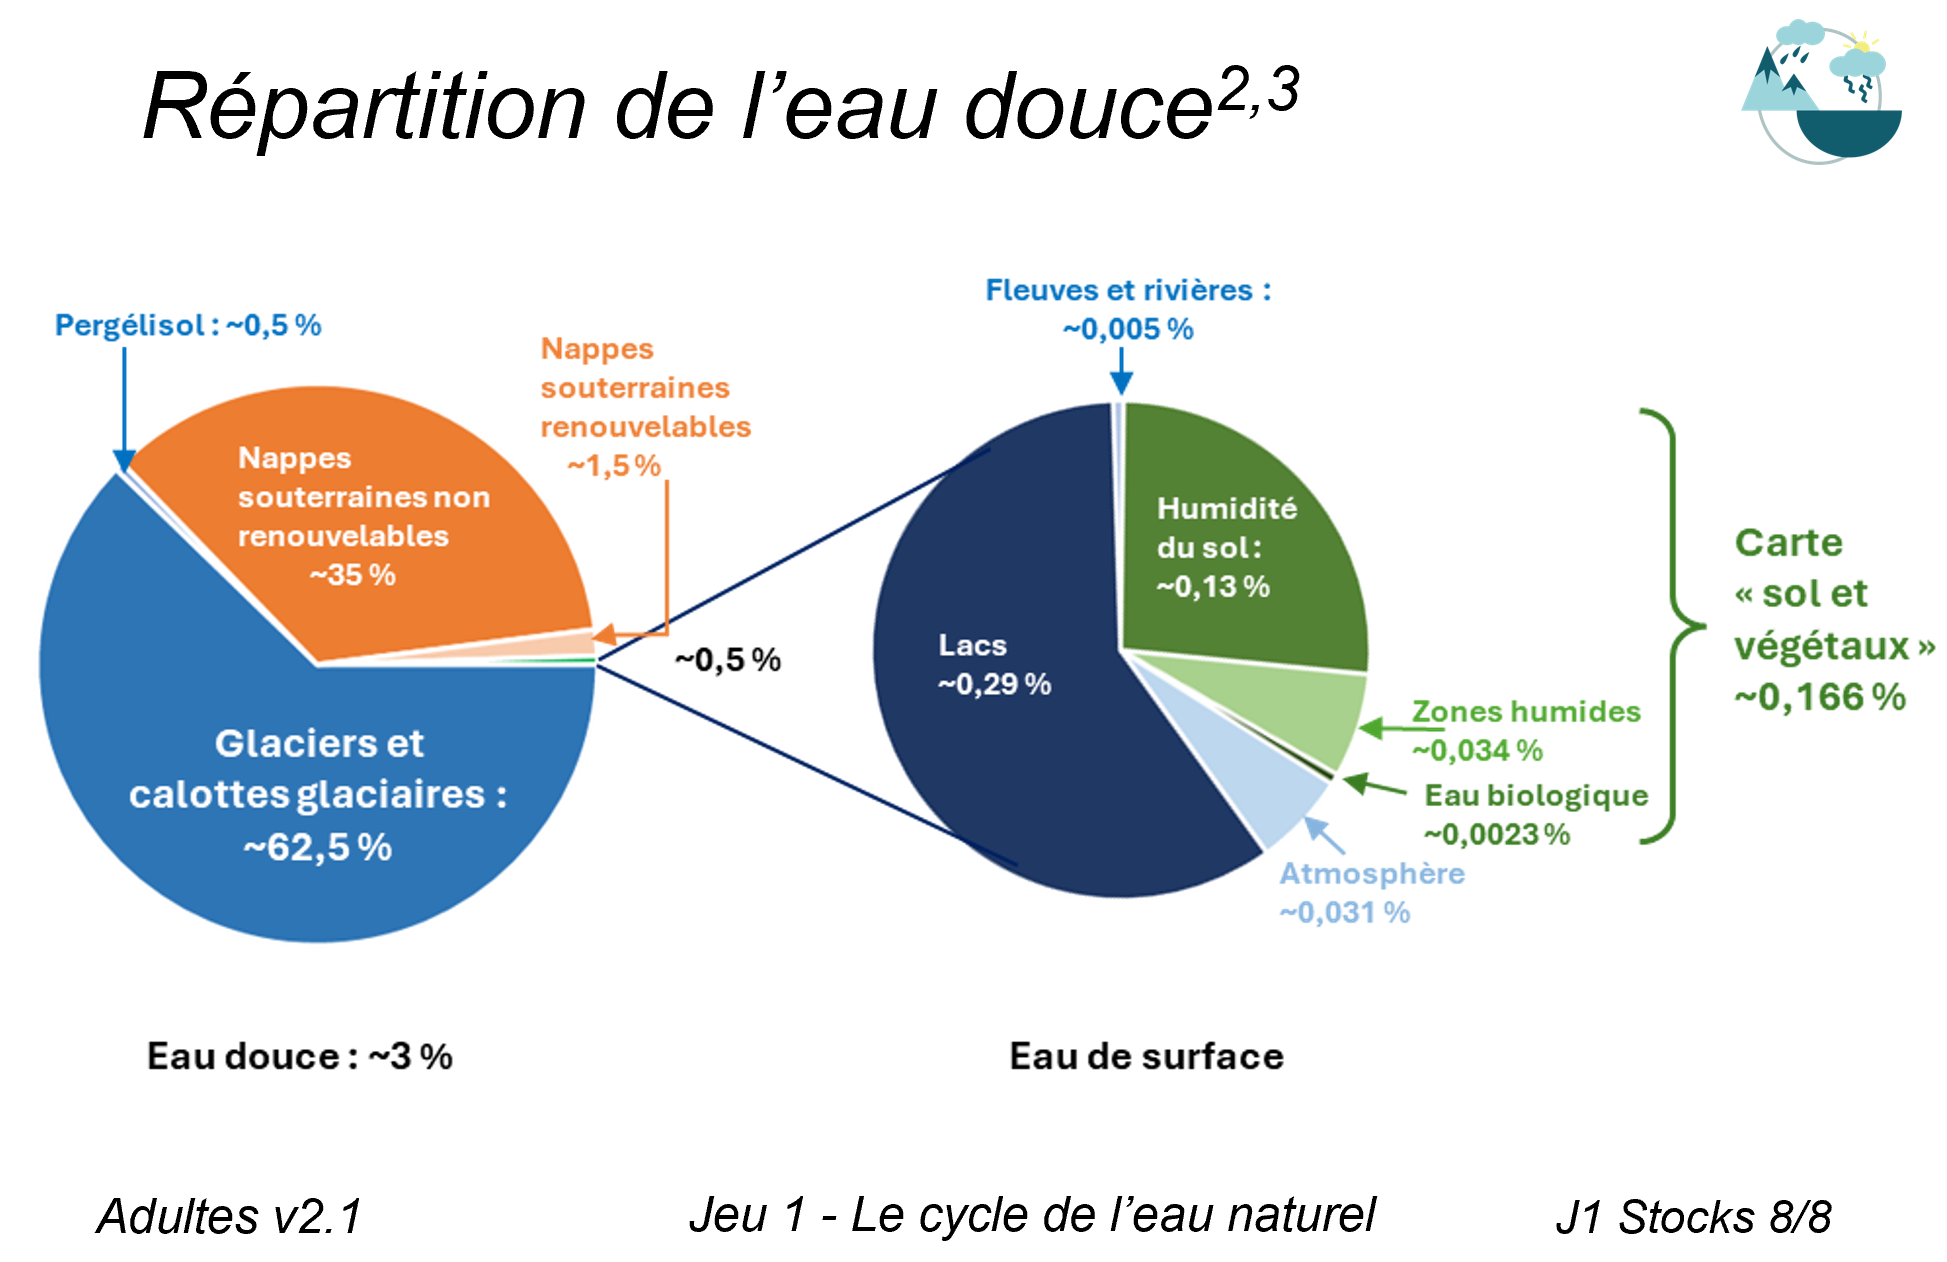 Répartition de l’eau douce2,3
Pergélisol : ~0,5 %
Nappes
souterraines
renouvelables
~1,5 %
Nappes
souterraines non
renouvelables
~35 %
Glaciers et
calottes glaciaires :
~62,5 %
~0,5 %
Fleuves et rivières :
~0,005 %
Humidité
du sol :
~0,13 %
Lacs
~0,29 %
Zones humides
~0,034 %
Eau biologique
~0,0023 %
Atmosphère
~0,031 %
Carte
« sol et
végétaux »
~0,166 %
Eau douce : ~3 %
Eau de surface
Adultes v2.1
Jeu 1 - Le cycle de l’eau naturel
J1 Stocks 8/8